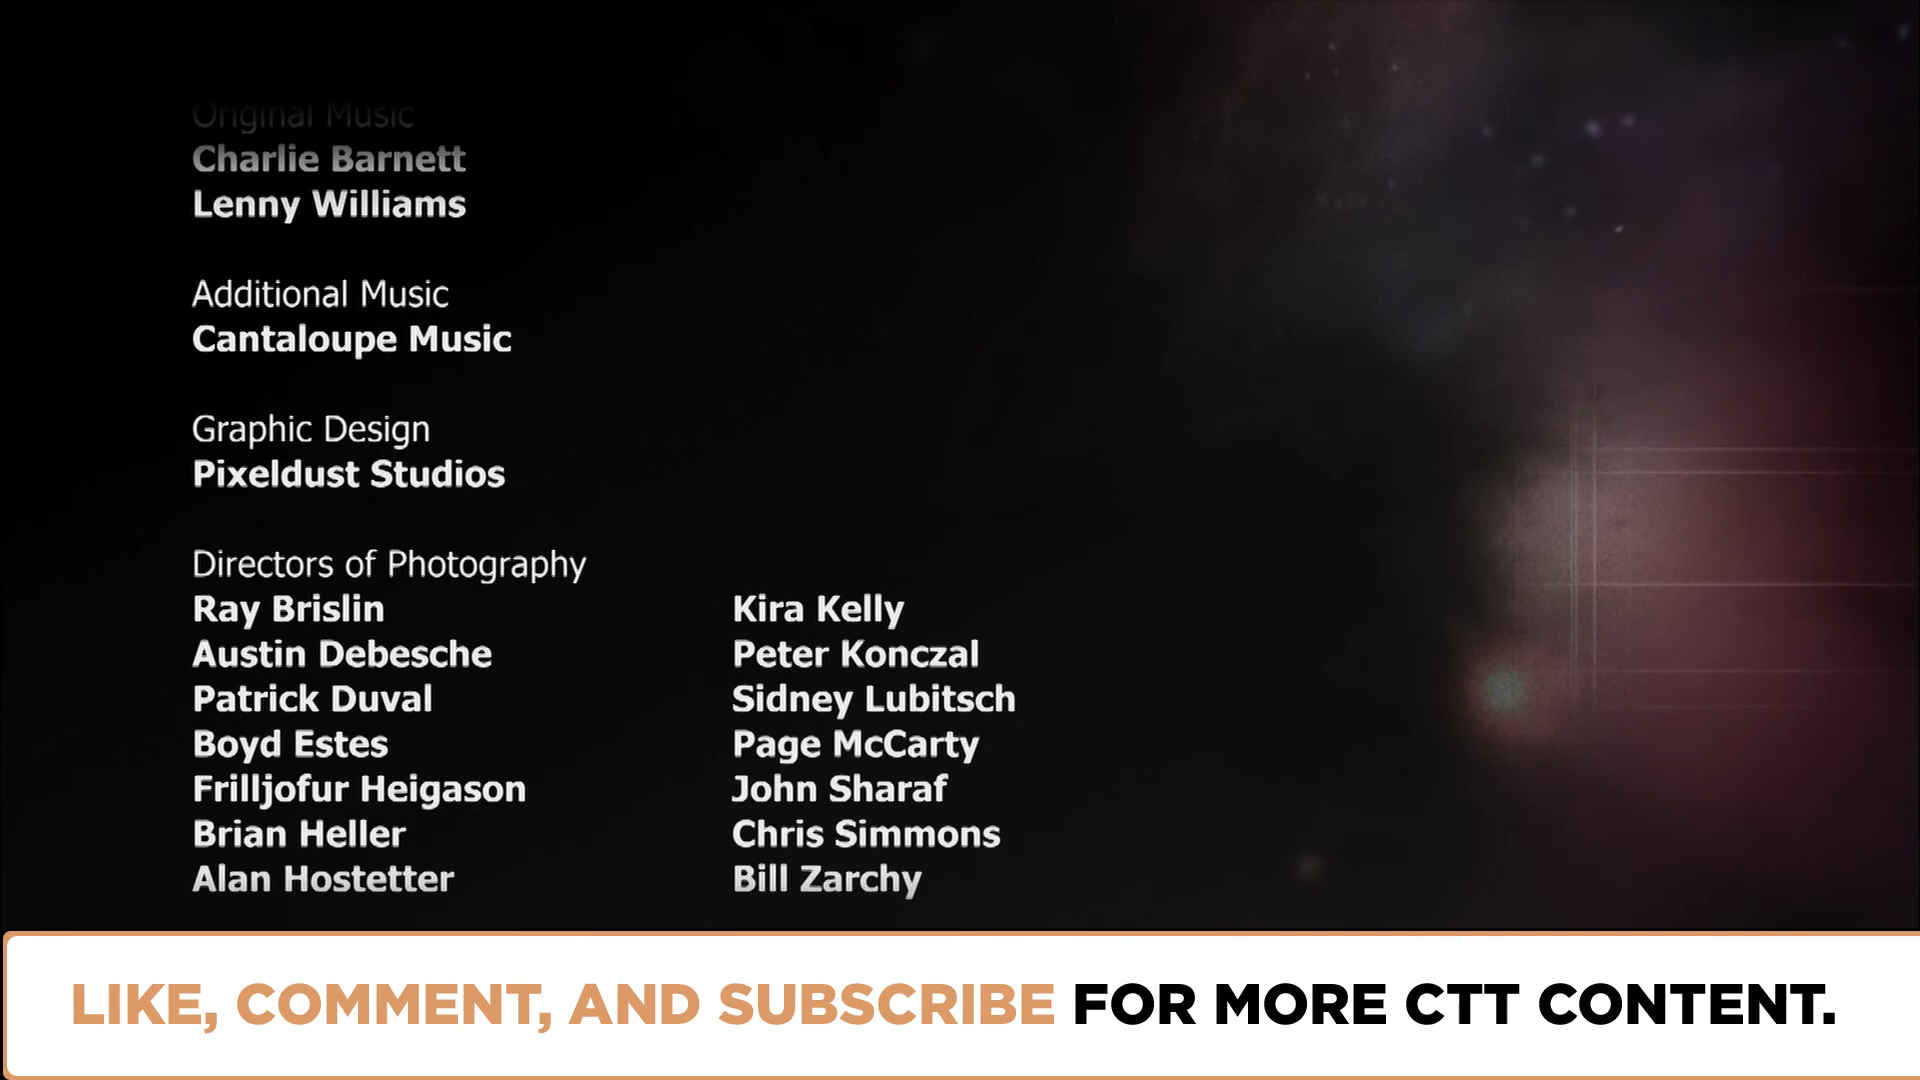 Original Music
Charlie Barnett
Lenny Williams
Additional Music
Cantaloupe Music
Graphic Design
Pixeldust Studios
Directors of Photography
Ray Brislin
Austin Debesche
Patrick Duval
Boyd Estes
Frilljofur Heigason
Brian Heller
Alan Hostetter
Kira Kelly
Peter Konczal
Sidney Lubitsch
Page McCarty
John Sharaf
Chris Simmons
Bill Zarchy
LIKE, COMMENT, AND SUBSCRIBE FOR MORE CTT CONTENT.